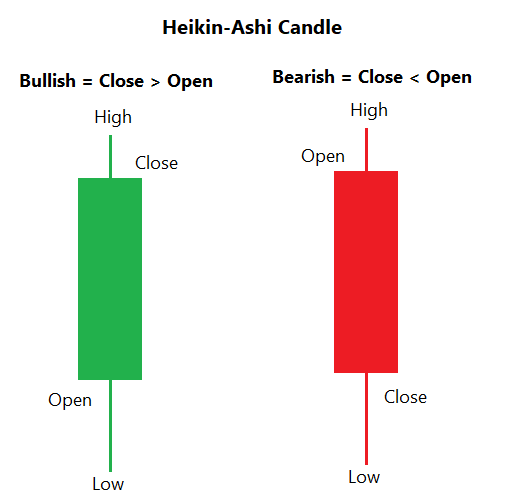 Heikin-Ashi Candle
Bullish = Close > Open
High
Close
Open
Low
Bearish = Close < Open
High
Open
Close
Low